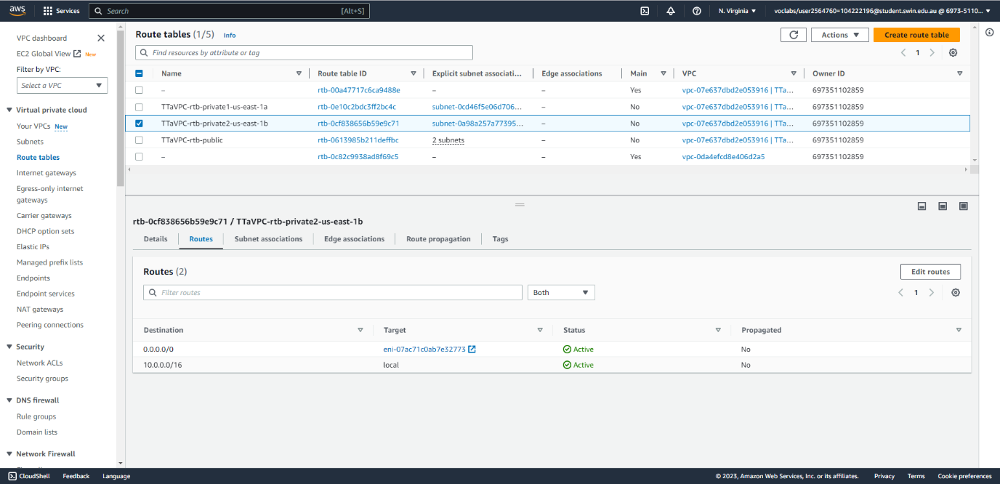 aws Services Search [Alt+S] N. Virginia voclabs/user2564760=104222196@student.swin.edu.au @ 6973-5110...
VPC dashboard
EC2 Global View New
Filter by VPC:
Select a VPC
Virtual private cloud
Your VPCs New
Subnets
Route tables
Internet gateways
Egress-only internet
gateways
Carrier gateways
DHCP option sets
Elastic IPs
Managed prefix lists
Endpoints
Endpoint services
NAT gateways
Peering connections
Security
Network ACLs
Security groups
DNS firewall
Rule groups
Domain lists
Network Firewall
Route tables (1/5) Info
Actions Create route table
Find resources by attribute or tag
1
Name Route table ID Explicit subnet associati... Edge associations Main VPC Owner ID
– rtb-00a47717c6ca9488e – – Yes vpc-07e637dbd2e053916 | TTa... 697351102859
TTaVPC-rtb-private1-us-east-1a rtb-0e10c2bdc3ff2bc4c subnet-0cd46f5e06d706... – No vpc-07e637dbd2e053916 | TTa... 697351102859
TTaVPC-rtb-private2-us-east-1b rtb-0cf838656b59e9c71 subnet-0a98a257a77395... – No vpc-07e637dbd2e053916 | TTa... 697351102859
TTaVPC-rtb-public rtb-0613985b211deffbc 2 subnets – No vpc-07e637dbd2e053916 | TTa... 697351102859
– rtb-0c82c9938ad8f69c5 – – Yes vpc-0da4efcd8e406d2a5 697351102859
rtb-0cf838656b59e9c71 / TTaVPC-rtb-private2-us-east-1b
Details Routes Subnet associations Edge associations Route propagation Tags
Routes (2)
Edit routes
Filter routes Both 1
Destination Target Status Propagated
0.0.0.0/0 eni-07ac71c0ab7e32773 Active No
10.0.0.0/16 local Active No
CloudShell Feedback Language © 2023, Amazon Web Services, Inc. or its affiliates. Privacy Terms Cookie preferences